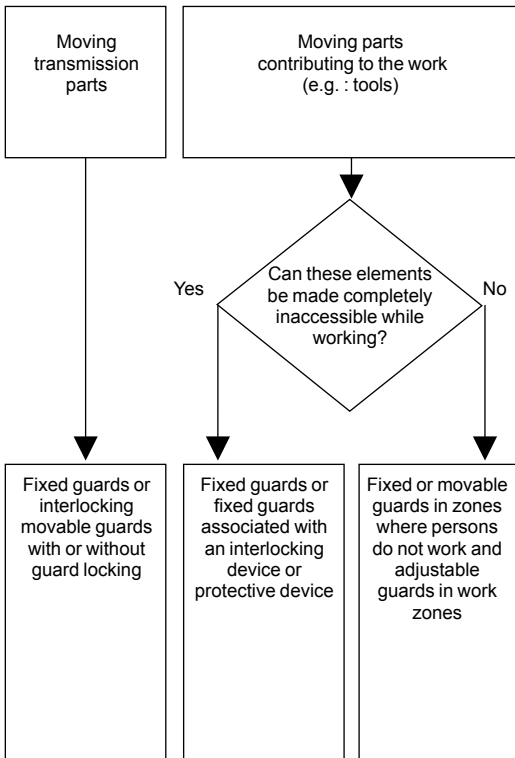 Moving
transmission
parts
Moving parts
contributing to the work
(e.g. : tools)
Can these elements
be made completely
inaccessible while
working?
Yes
No
Fixed guards or
interlocking
movable guards
with or without
guard locking
Fixed guards or
fixed guards
associated with
an interlocking
device or
protective device
Fixed or movable
guards in zones
where persons
do not work and
adjustable
guards in work
zones